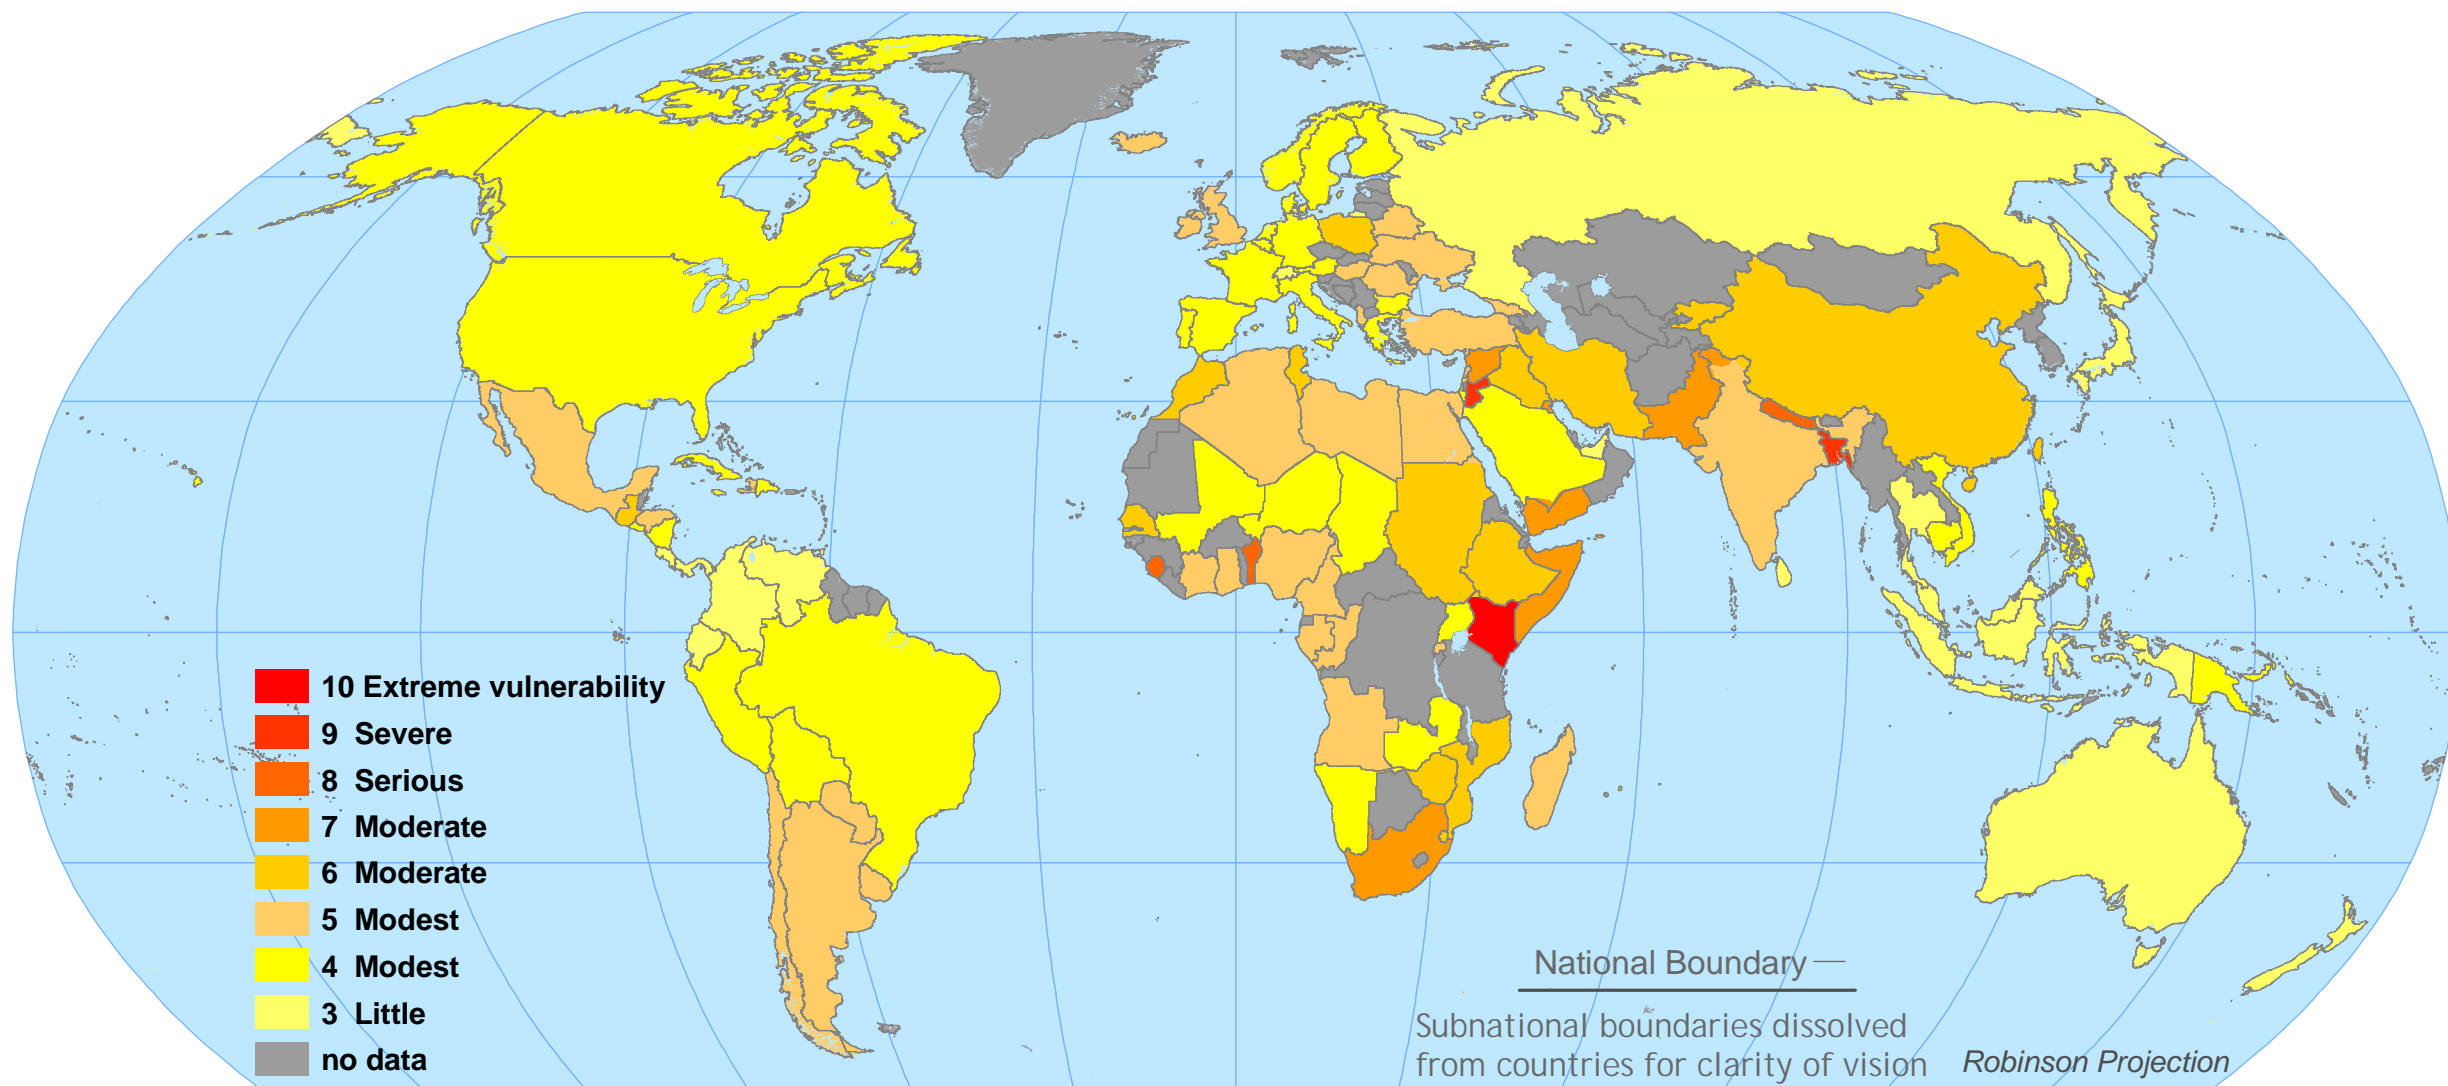 10 Extreme vulnerability
9 Severe
8 Serious
7 Moderate
6 Moderate
5 Modest
4 Modest
3 Little
no data
National Boundary
Subnational boundaries dissolved
from countries for clarity of vision
Robinson Projection